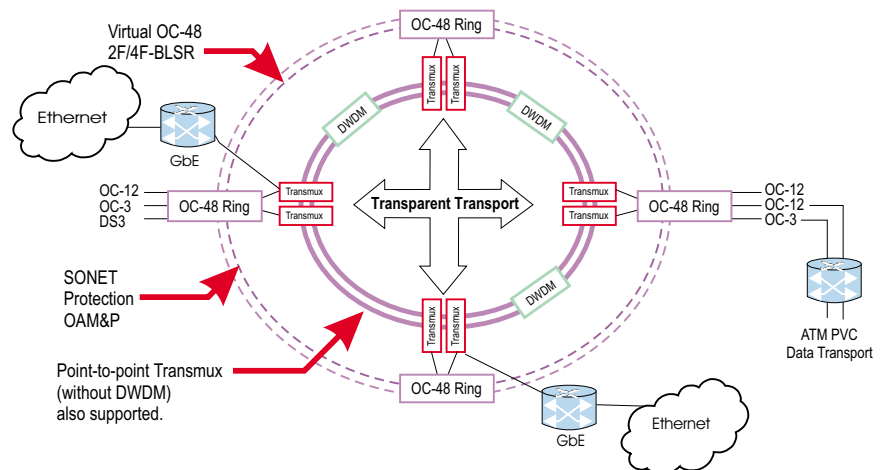 OC-48 Ring
Virtual OC-48
2F/4F-BLSR
Transmux
Transmux
DWDM
DWDM
Ethernet
GbE
OC-12
OC-3
DS3
OC-48 Ring
Transmux
Transmux
Transparent Transport
Transmux
Transmux
OC-48 Ring
OC-12
OC-12
OC-3
SONET
Protection
OAM&P
DWDM
ATM PVC
Data Transport
Transmux
Transmux
Point-to-point Transmux
(without DWDM)
also supported.
OC-48 Ring
GbE
Ethernet